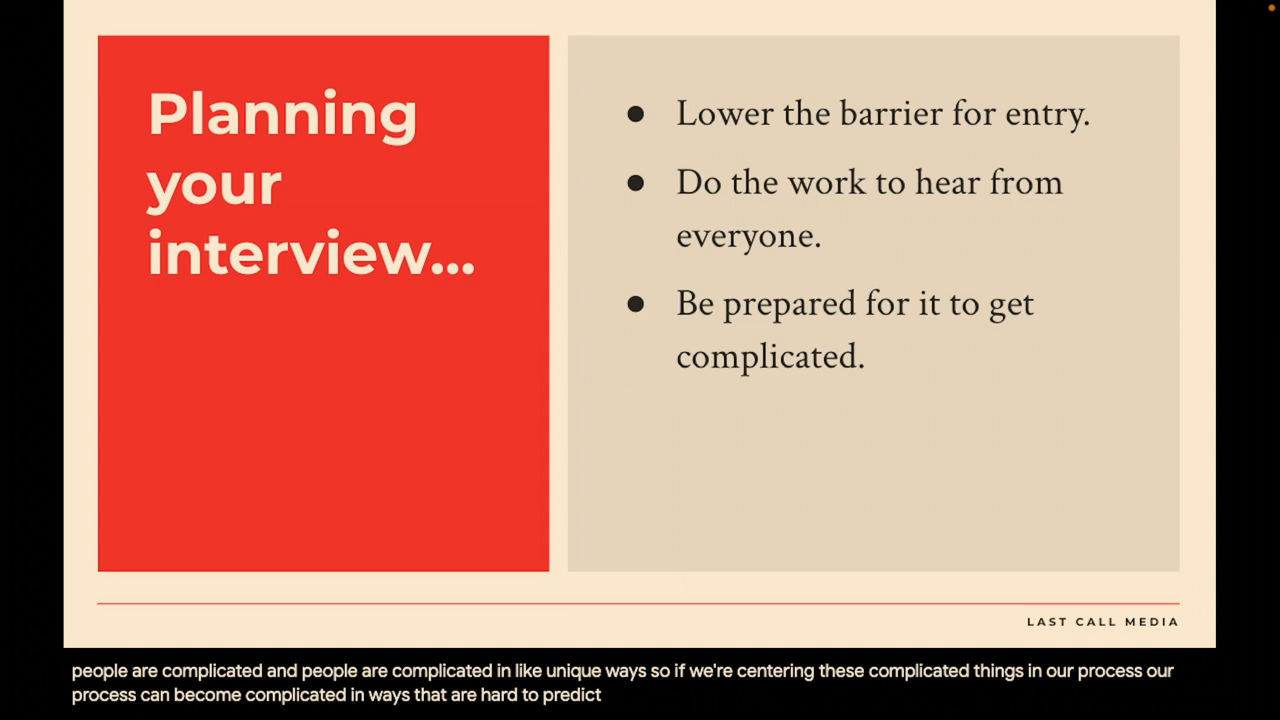 Planning
your
interview...
● Lower the barrier for entry.
● Do the work to hear from
everyone.
● Be prepared for it to get
complicated.
LAST CALL MEDIA
people are complicated and people are complicated in like unique ways so if we're centering these complicated things in our process our
process can become complicated in ways that are hard to predict